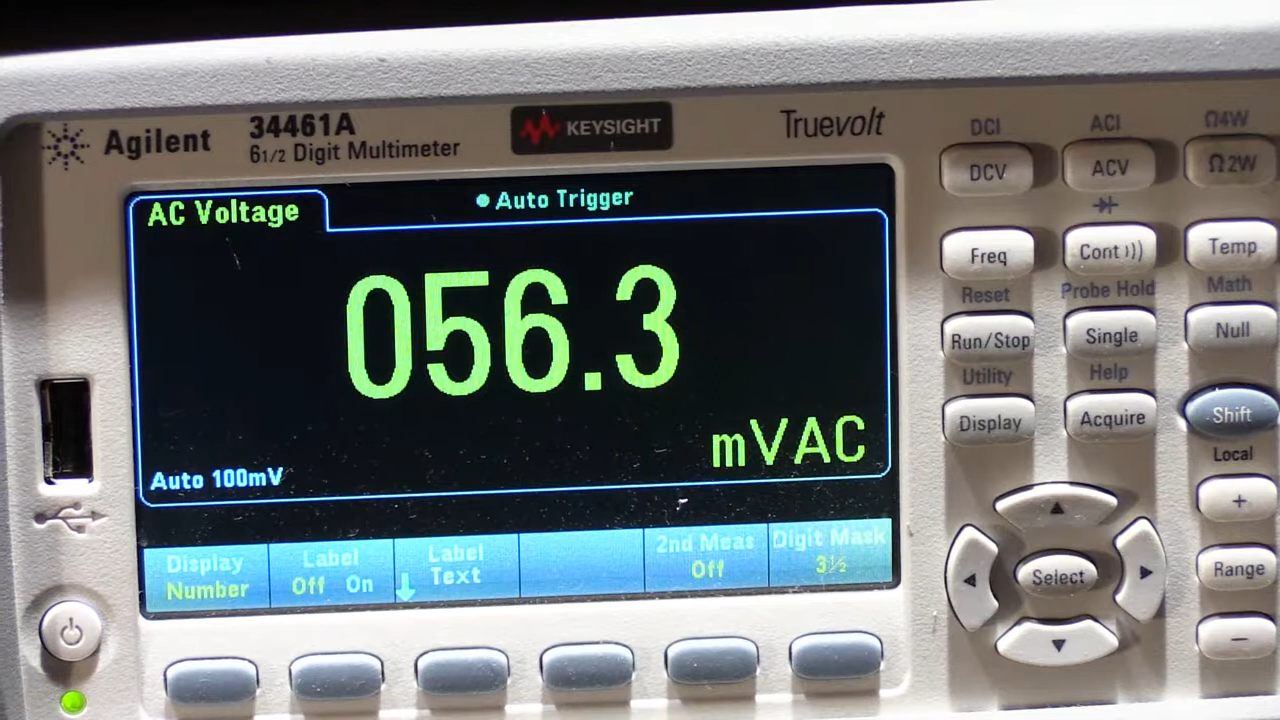 Agilent
34461A
6 1/2 Digit Multimeter
KEYSIGHT
Truevolt
AC Voltage
Auto Trigger
056.3
mVAC
Auto 100mV
Display
Number
Label
Off On
Label
Text
2nd Meas
Off
Digit Mask
3½
DCI
ACI
Ω4W
DCV
ACV
Ω2W
Freq
Cont
Temp
Reset
Probe Hold
Math
Run/Stop
Single
Null
Utility
Help
Display
Acquire
Shift
Local
+
Select
Range
−